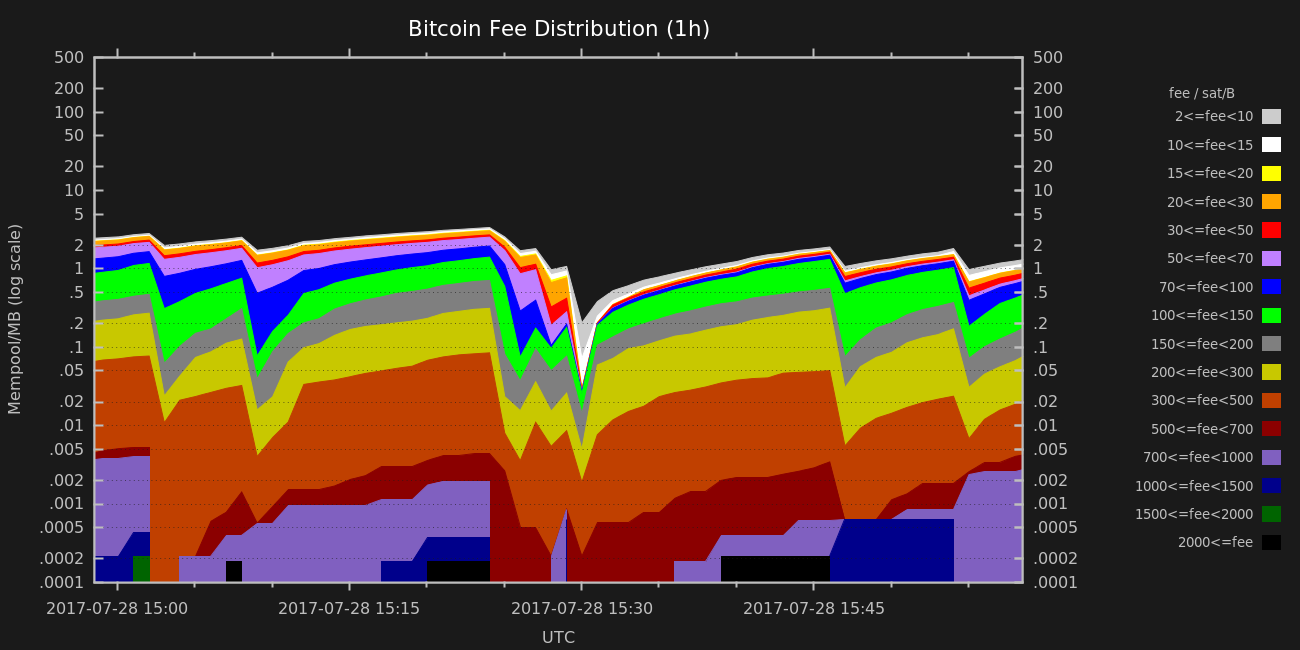 Bitcoin Fee Distribution (1h)
Mempool/MB (log scale)
500
200
100
50
20
10
5
2
1
.5
.2
.1
.05
.02
.01
.005
.002
.001
.0005
.0002
.0001
500
200
100
50
20
10
5
2
1
.5
.2
.1
.05
.02
.01
.005
.002
.001
.0005
.0002
.0001
2017-07-28 15:00
2017-07-28 15:15
2017-07-28 15:30
2017-07-28 15:45
UTC
fee / sat/B
2<=fee<10
10<=fee<15
15<=fee<20
20<=fee<30
30<=fee<50
50<=fee<70
70<=fee<100
100<=fee<150
150<=fee<200
200<=fee<300
300<=fee<500
500<=fee<700
700<=fee<1000
1000<=fee<1500
1500<=fee<2000
2000<=fee